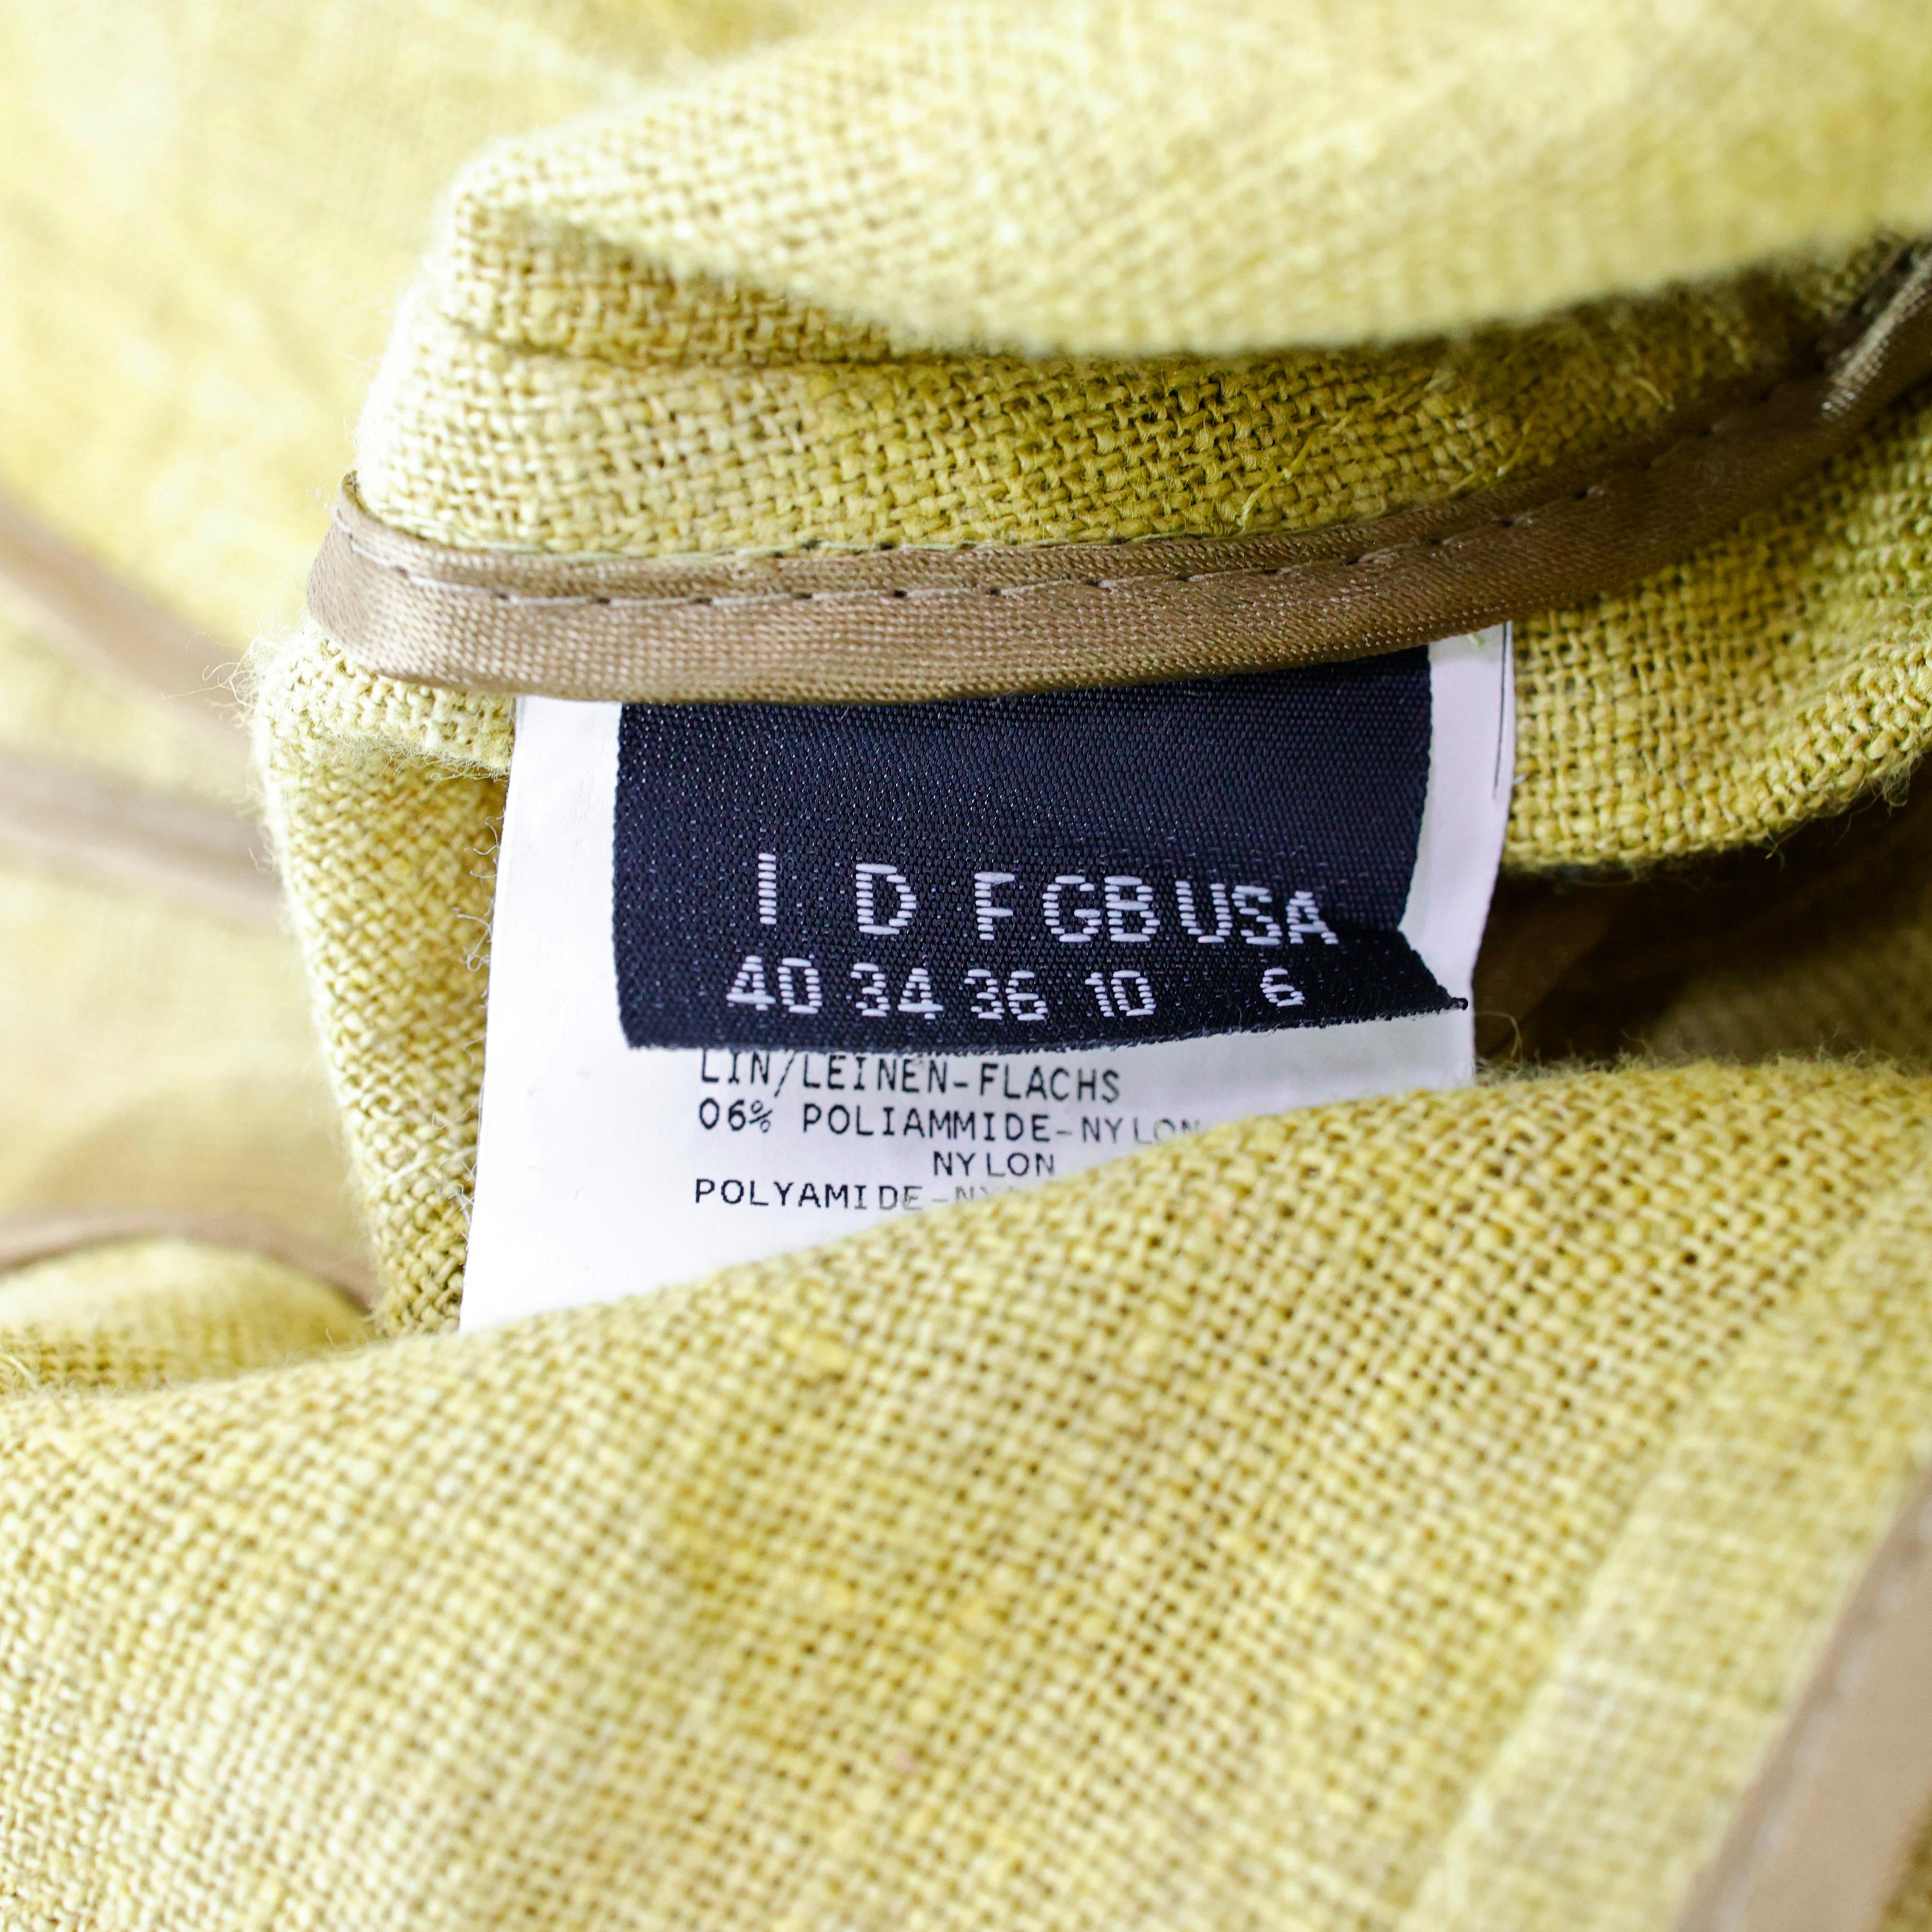 I D F GB USA
40 34 36 10 6
LIN/LEINEN-FLACHS
06% POLIAMMIDE-NYLON
NYLON
POLYAMIDE-